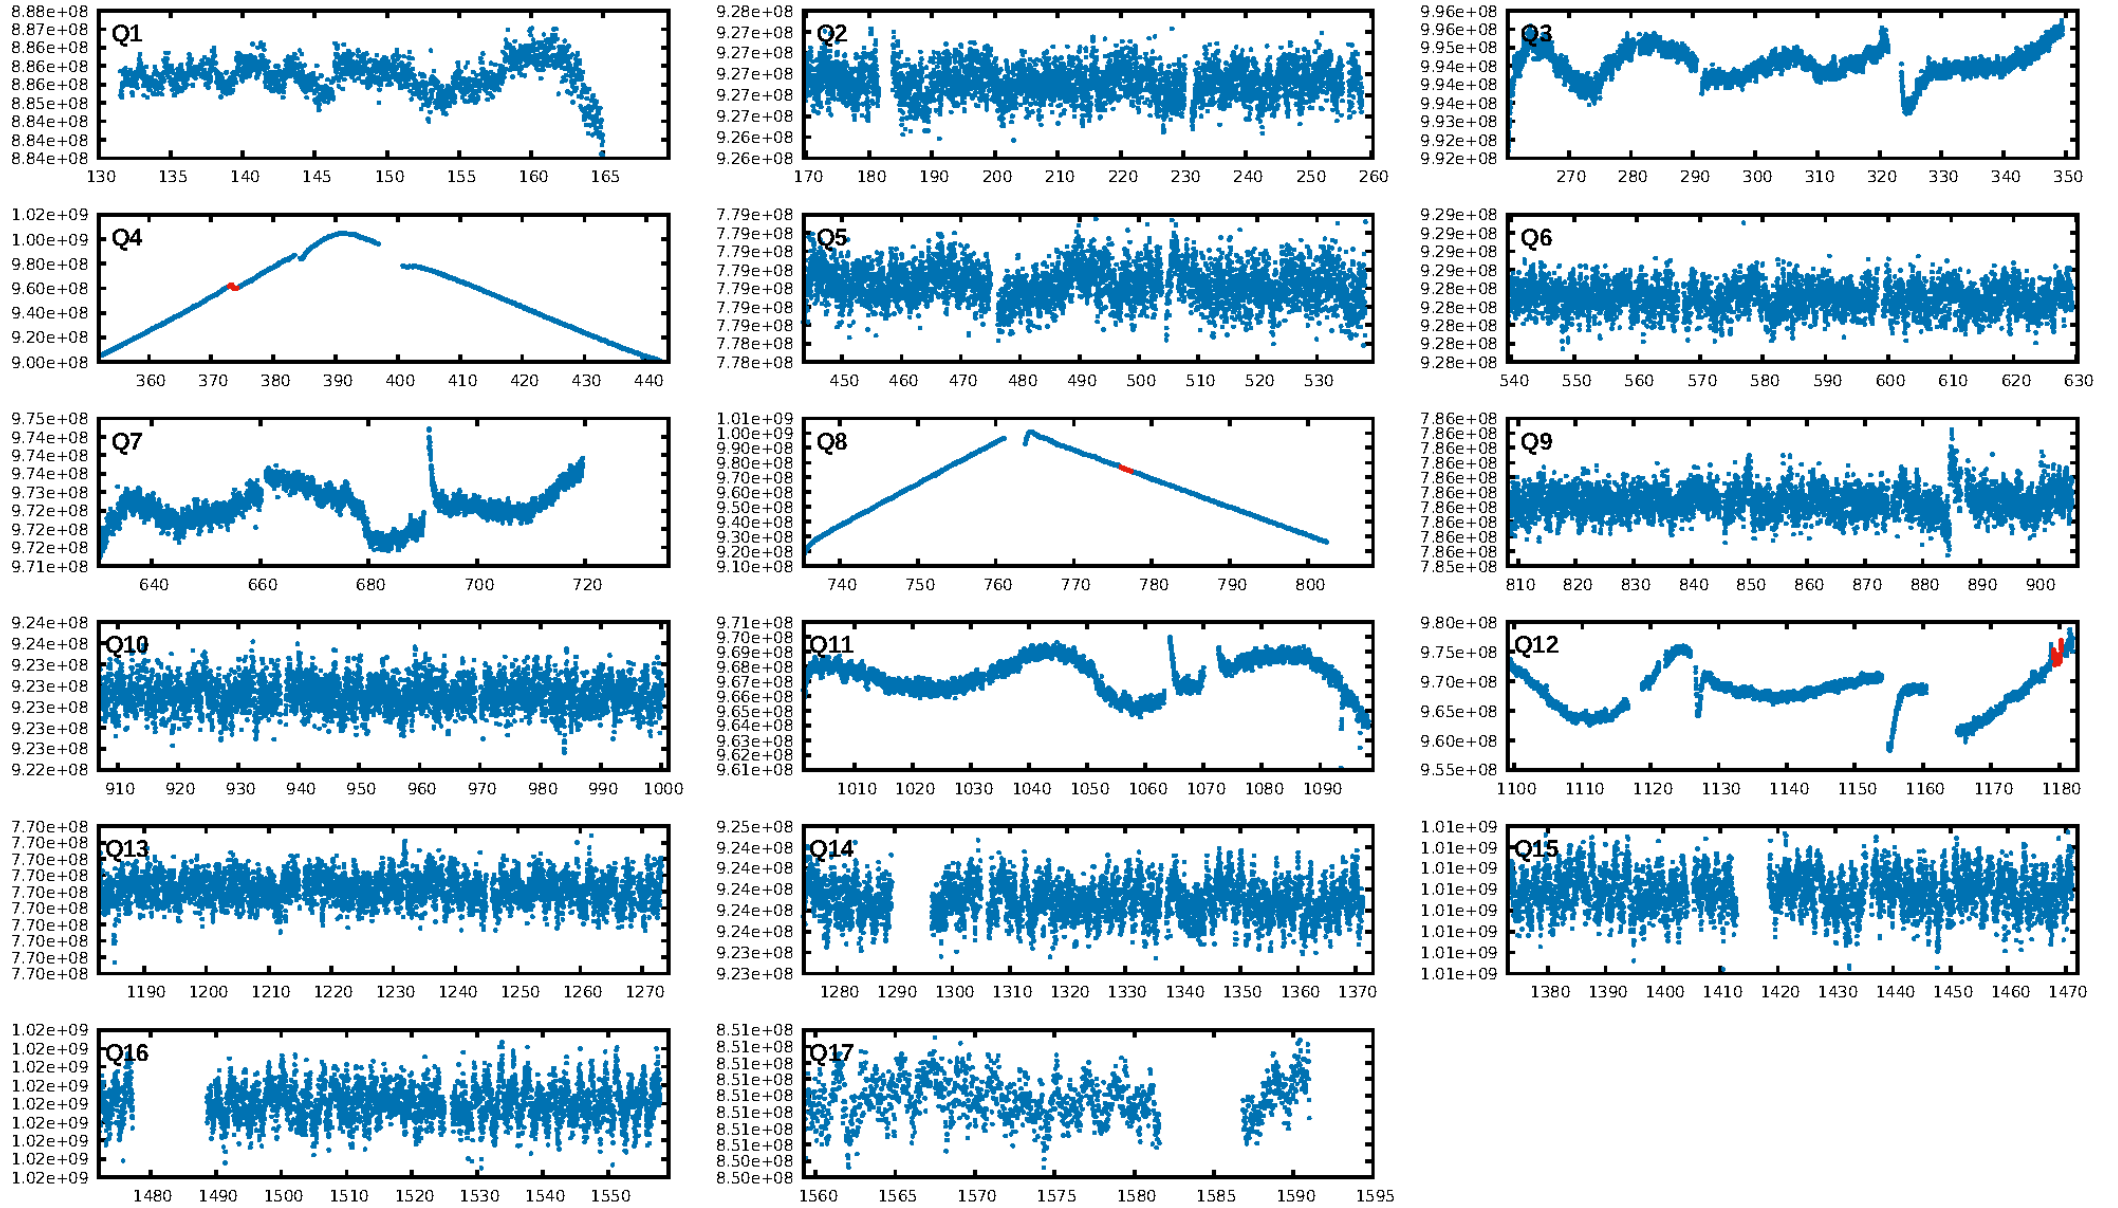 8.88e+08
8.87e+08
8.86e+08
8.86e+08
8.86e+08
8.85e+08
8.84e+08
8.84e+08
8.84e+08
Q1
130 135 140 145 150 155 160 165
9.28e+08
9.27e+08
9.27e+08
9.27e+08
9.27e+08
9.27e+08
9.26e+08
9.26e+08
Q2
170 180 190 200 210 220 230 240 250 260
9.96e+08
9.96e+08
9.95e+08
9.94e+08
9.94e+08
9.94e+08
9.93e+08
9.92e+08
9.92e+08
Q3
270 280 290 300 310 320 330 340 350
1.02e+09
1.00e+09
9.80e+08
9.60e+08
9.40e+08
9.20e+08
9.00e+08
Q4
360 370 380 390 400 410 420 430 440
7.79e+08
7.79e+08
7.79e+08
7.79e+08
7.79e+08
7.79e+08
7.79e+08
7.78e+08
7.78e+08
Q5
450 460 470 480 490 500 510 520 530
9.29e+08
9.29e+08
9.29e+08
9.29e+08
9.28e+08
9.28e+08
9.28e+08
9.28e+08
9.28e+08
Q6
540 550 560 570 580 590 600 610 620 630
9.75e+08
9.74e+08
9.74e+08
9.74e+08
9.73e+08
9.72e+08
9.72e+08
9.72e+08
9.71e+08
Q7
640 660 680 700 720
1.01e+09
1.00e+09
9.90e+08
9.80e+08
9.70e+08
9.60e+08
9.50e+08
9.40e+08
9.30e+08
9.20e+08
9.10e+08
Q8
740 750 760 770 780 790 800
7.86e+08
7.86e+08
7.86e+08
7.86e+08
7.86e+08
7.86e+08
7.86e+08
7.86e+08
7.85e+08
Q9
810 820 830 840 850 860 870 880 890 900
9.24e+08
9.24e+08
9.23e+08
9.23e+08
9.23e+08
9.23e+08
9.23e+08
9.22e+08
Q10
910 920 930 940 950 960 970 980 990 1000
9.71e+08
9.70e+08
9.69e+08
9.68e+08
9.67e+08
9.66e+08
9.65e+08
9.64e+08
9.63e+08
9.62e+08
9.61e+08
Q11
1010 1020 1030 1040 1050 1060 1070 1080 1090
9.80e+08
9.75e+08
9.70e+08
9.65e+08
9.60e+08
9.55e+08
Q12
1100 1110 1120 1130 1140 1150 1160 1170 1180
7.70e+08
7.70e+08
7.70e+08
7.70e+08
7.70e+08
7.70e+08
7.70e+08
7.70e+08
7.70e+08
7.70e+08
Q13
1190 1200 1210 1220 1230 1240 1250 1260 1270
9.25e+08
9.24e+08
9.24e+08
9.24e+08
9.24e+08
9.24e+08
9.23e+08
9.23e+08
Q14
1280 1290 1300 1310 1320 1330 1340 1350 1360 1370
1.01e+09
1.01e+09
1.01e+09
1.01e+09
1.01e+09
1.01e+09
1.01e+09
1.01e+09
Q15
1380 1390 1400 1410 1420 1430 1440 1450 1460 1470
1.02e+09
1.02e+09
1.02e+09
1.02e+09
1.02e+09
1.02e+09
1.02e+09
1.02e+09
1.02e+09
Q16
1480 1490 1500 1510 1520 1530 1540 1550
8.51e+08
8.51e+08
8.51e+08
8.51e+08
8.51e+08
8.51e+08
8.51e+08
8.51e+08
8.50e+08
8.50e+08
Q17
1560 1565 1570 1575 1580 1585 1590 1595